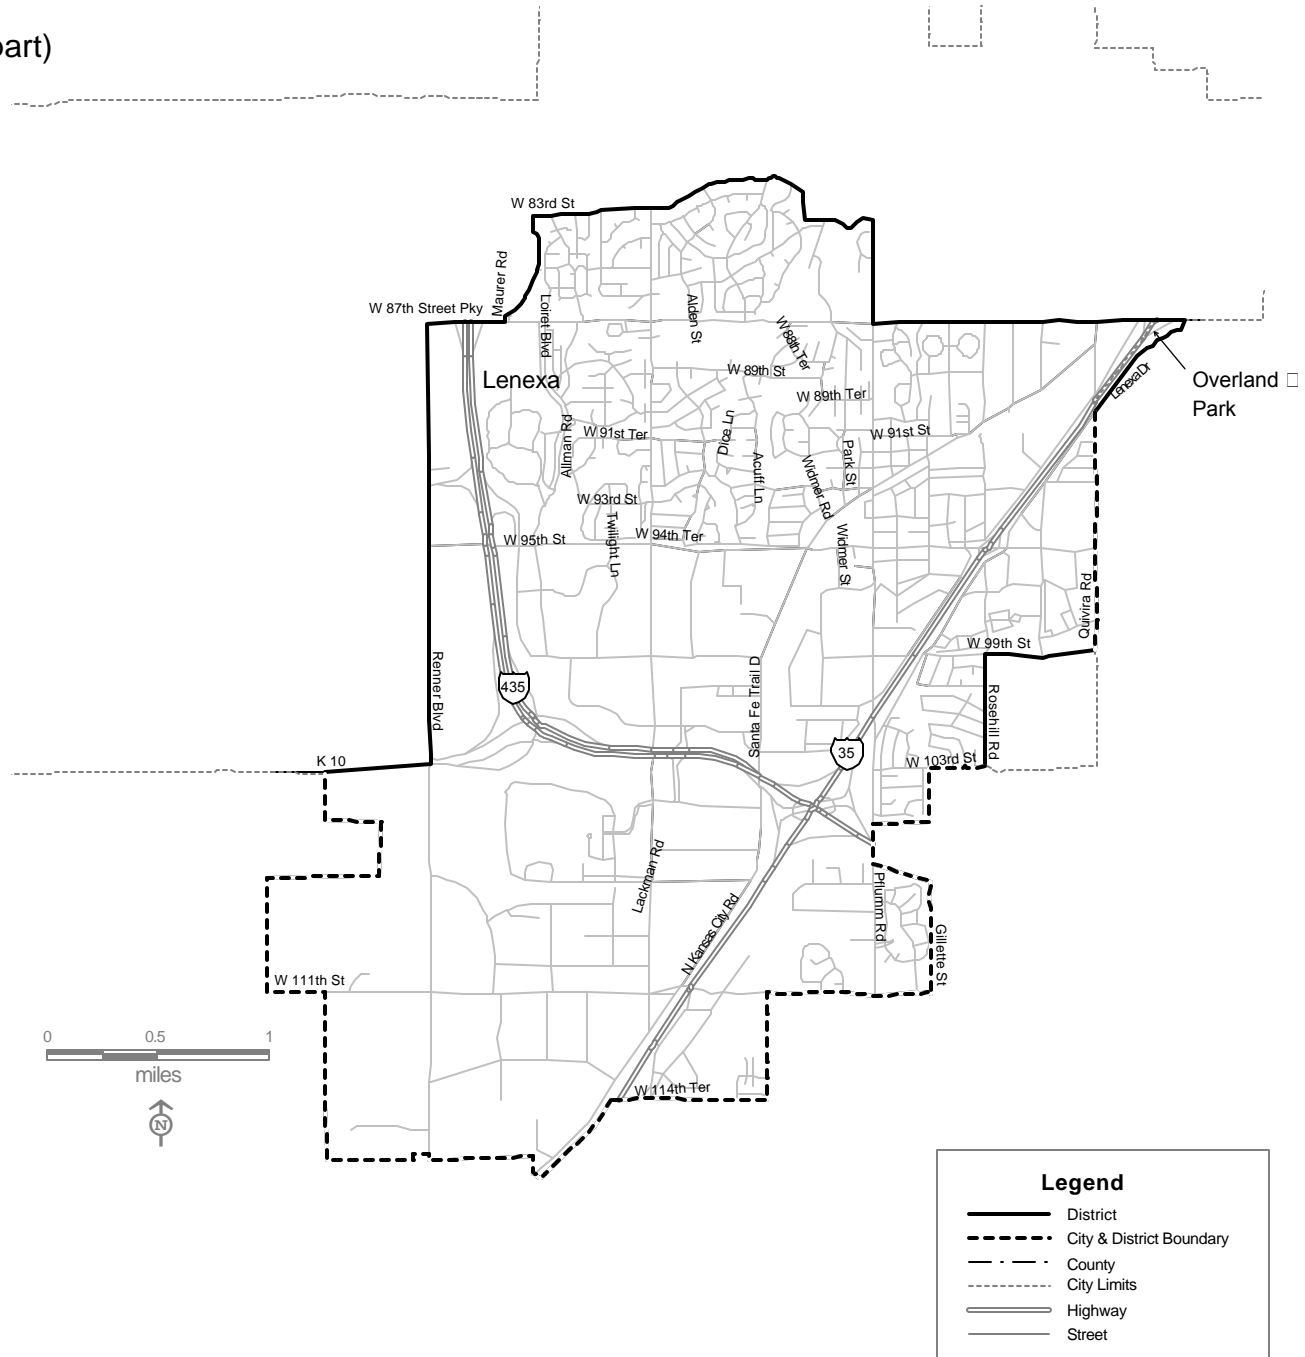 part)
W 83rd St
Maurer Rd
W 87th Street Pky
Loiret Blvd
Alden St
W 88th Ter
W 89th St
Lenexa
W 89th Ter
Lenexa Dr
Overland
Park
Allman Rd
W 91st Ter
Dice Ln
W 91st St
Park St
Acuff Ln
Widmer Rd
W 93rd St
Twilight Ln
W 94th Ter
W 95th St
Widmer St
Quivira Rd
W 99th St
Renner Blvd
435
Santa Fe Trail D
Rosehill Rd
35
W 103rd St
K 10
Lackman Rd
Pflumm Rd
N Kansas City Rd
Gillette St
W 111th St
0 0.5 1
miles
N
W 114th Ter
Legend
District
City & District Boundary
County
City Limits
Highway
Street